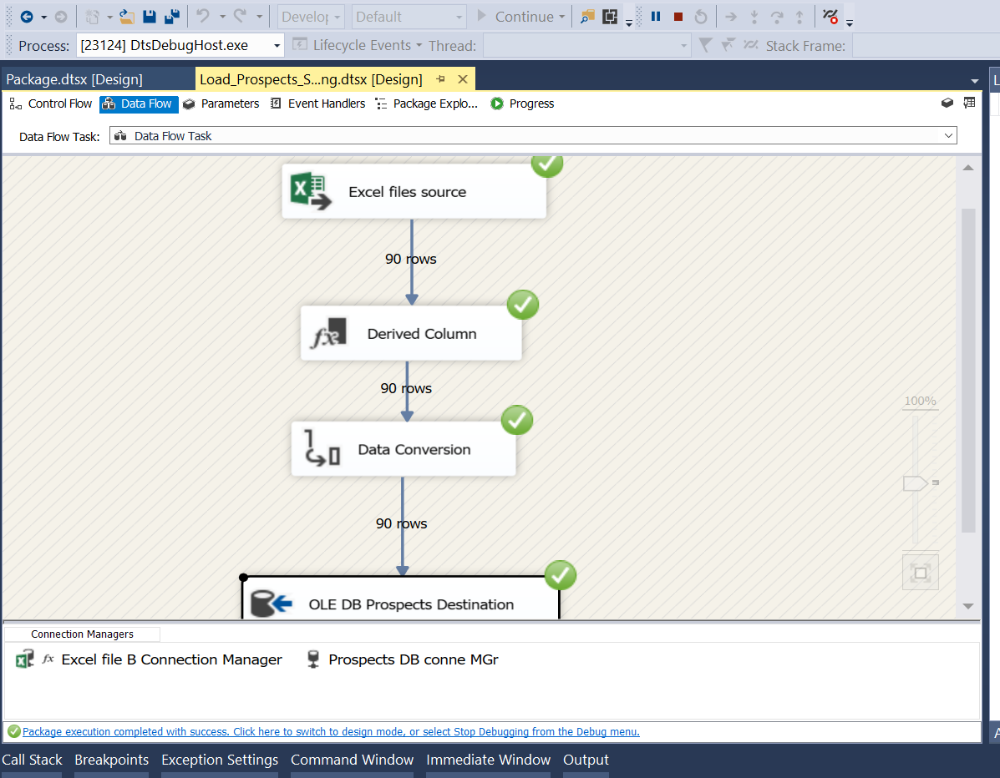 Develop Default Continue
Process: [23124] DtsDebugHost.exe Lifecycle Events Thread: Stack Frame:
Package.dtsx [Design] Load_Prospects_S...ng.dtsx [Design]
Control Flow Data Flow Parameters Event Handlers Package Explo... Progress
Data Flow Task: Data Flow Task
Excel files source
90 rows
fx Derived Column
90 rows
Data Conversion
100%
90 rows
OLE DB Prospects Destination
Connection Managers
fx Excel file B Connection Manager Prospects DB conne MGr
Package execution completed with success. Click here to switch to design mode, or select Stop Debugging from the Debug menu.
Call Stack Breakpoints Exception Settings Command Window Immediate Window Output